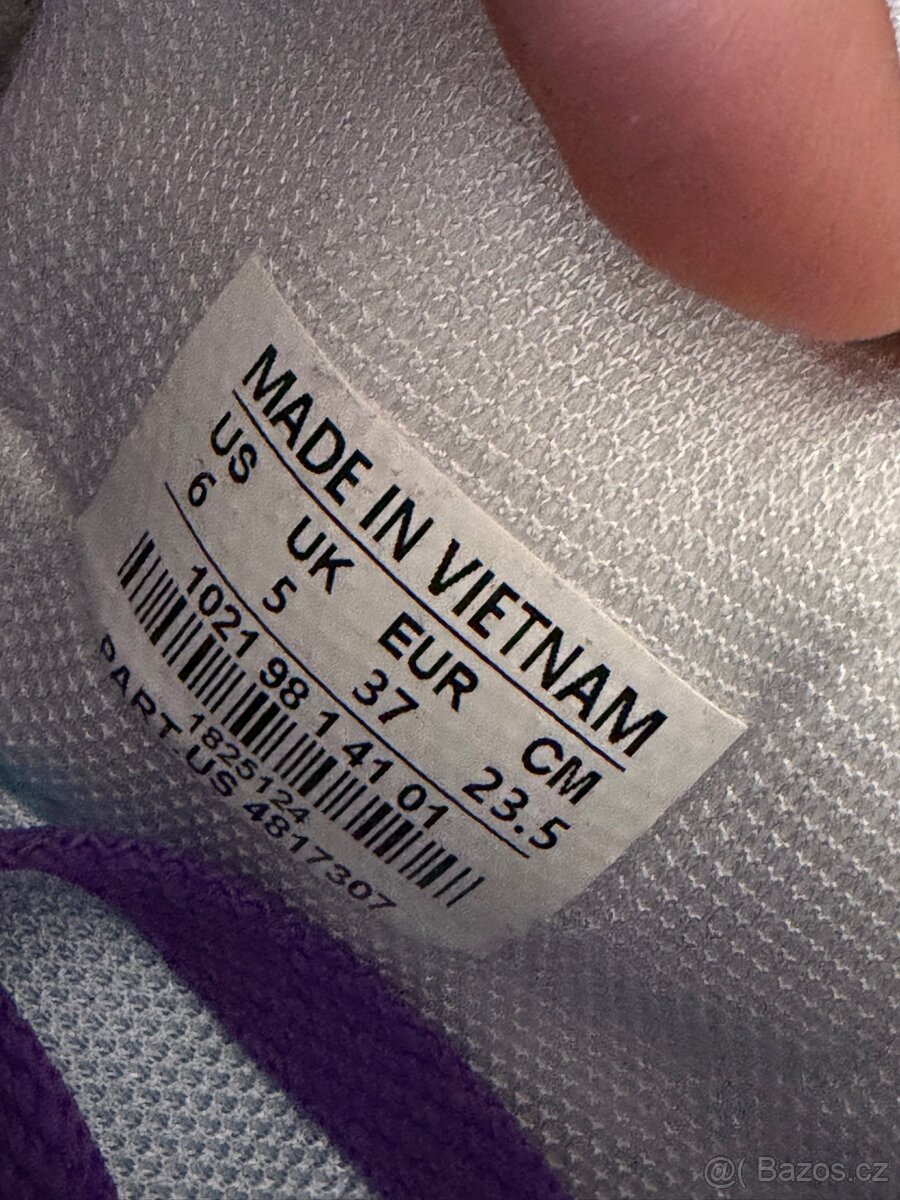 MADE IN VIETNAM
US UK EUR CM
6 5 37 23.5
1021 98 1 41 01
1825124
PART US 4817307
@( Bazos.cz